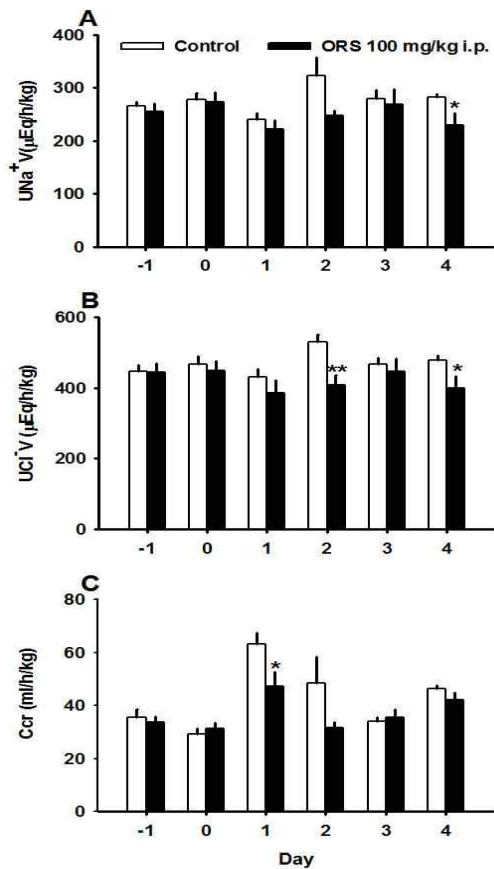 A
Control
ORS 100 mg/kg i.p.
UNa⁺V(µEq/h/kg)
400
300
200
100
0
*
-1 0 1 2 3 4
B
UCl⁻V (µEq/h/kg)
600
400
200
0
**
*
-1 0 1 2 3 4
C
Ccr (ml/h/kg)
80
60
40
20
0
*
-1 0 1 2 3 4
Day